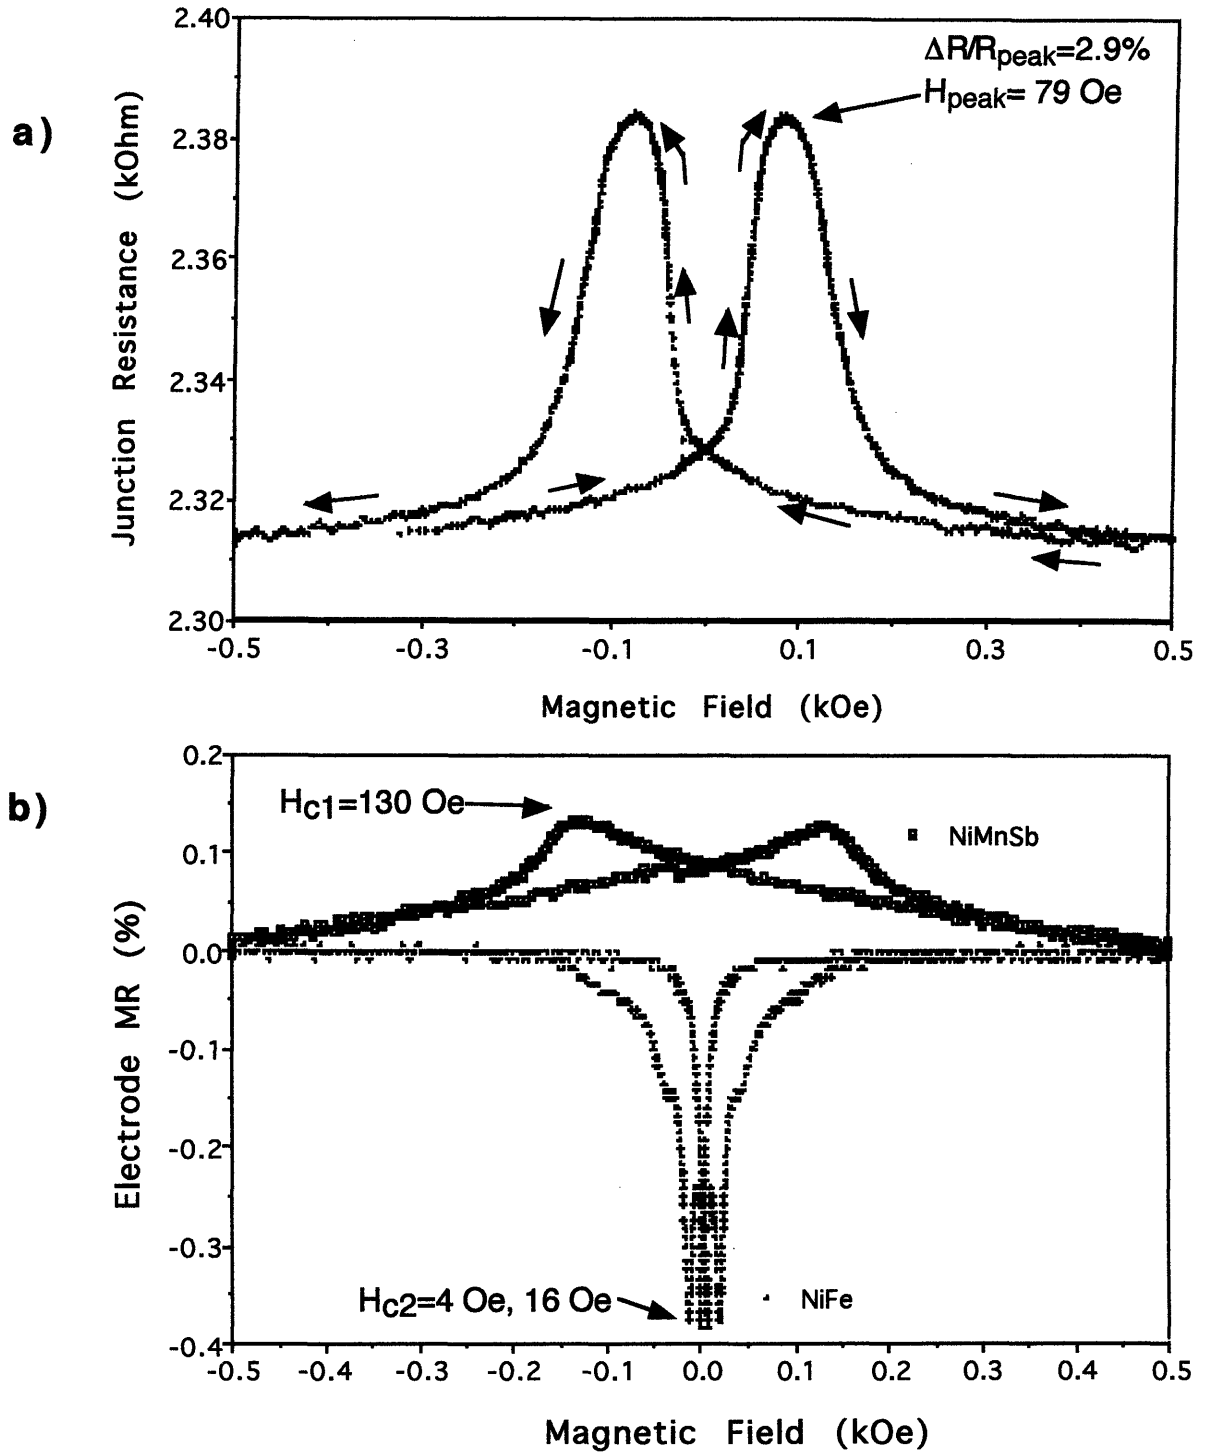 a)
Junction Resistance (kOhm)
2.40
2.38
2.36
2.34
2.32
2.30
ΔR/Rpeak=2.9%
Hpeak= 79 Oe
-0.5 -0.3 -0.1 0.1 0.3 0.5
Magnetic Field (kOe)
b)
Electrode MR (%)
0.2
0.1
0.0
-0.1
-0.2
-0.3
-0.4
HC1=130 Oe
NiMnSb
HC2=4 Oe, 16 Oe
NiFe
-0.5 -0.4 -0.3 -0.2 -0.1 0.0 0.1 0.2 0.3 0.4 0.5
Magnetic Field (kOe)